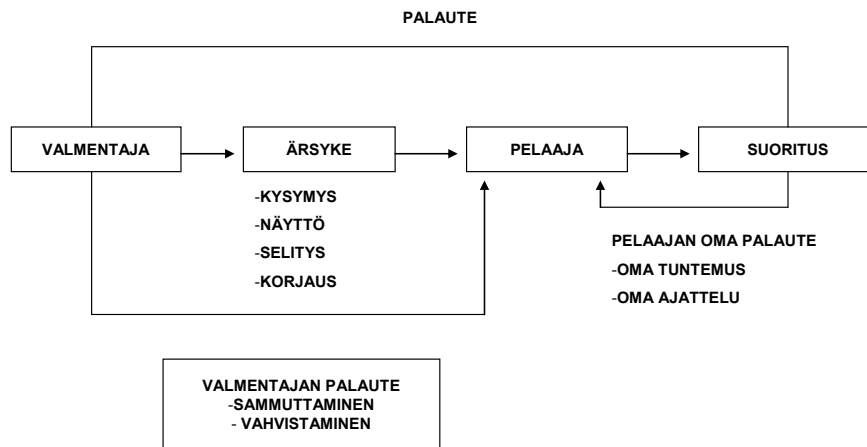 PALAUTE
VALMENTAJA
ÄRSYKE
PELAAJA
SUORITUS
-KYSYMYS
-NÄYTTÖ
-SELITYS
-KORJAUS
PELAAJAN OMA PALAUTE
-OMA TUNTEMUS
-OMA AJATTELU
VALMENTAJAN PALAUTE
-SAMMUTTAMINEN
- VAHVISTAMINEN